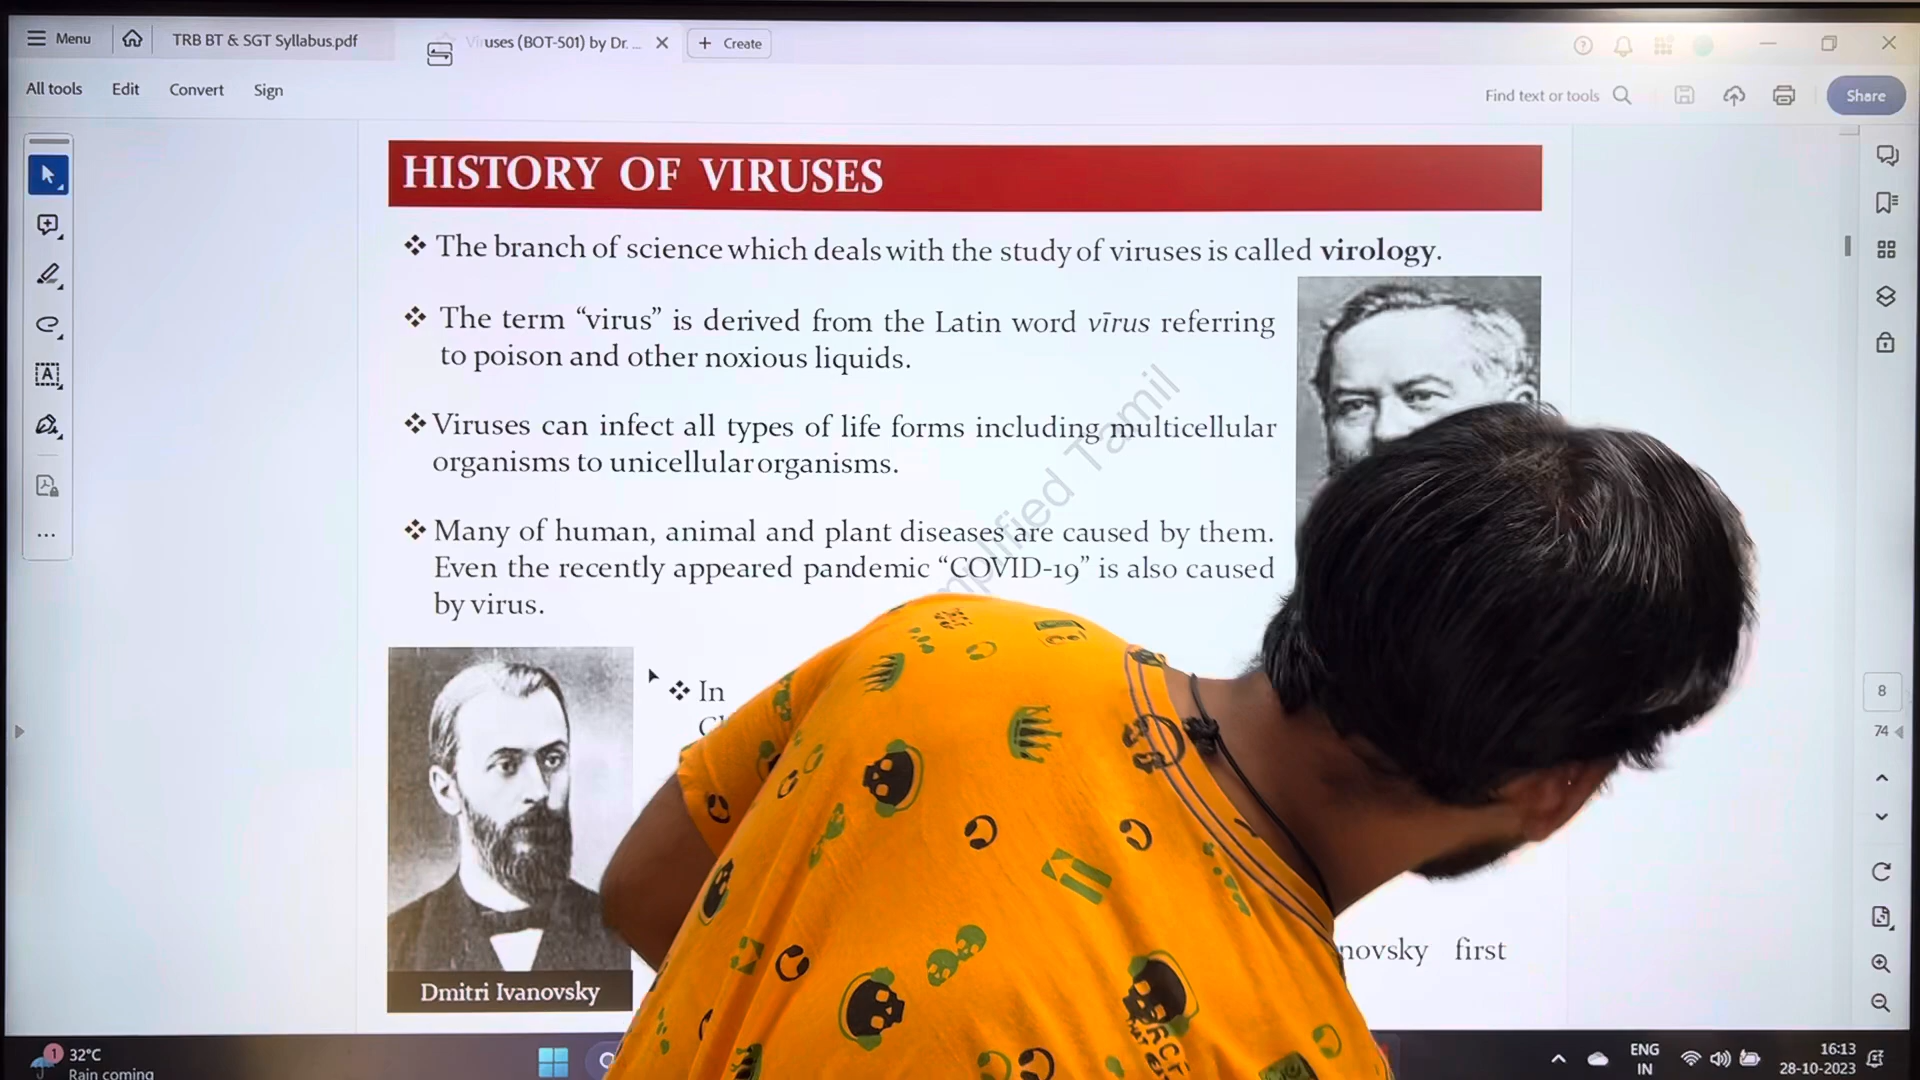 Menu
TRB BT & SGT Syllabus.pdf
Viruses (BOT-501) by Dr. ...
+ Create
All tools
Edit
Convert
Sign
Find text or tools
Share
HISTORY OF VIRUSES
The branch of science which deals with the study of viruses is called virology.
The term “virus” is derived from the Latin word vīrus referring
to poison and other noxious liquids.
Viruses can infect all types of life forms including multicellular
organisms to unicellular organisms.
Many of human, animal and plant diseases are caused by them.
Even the recently appeared pandemic “COVID-19” is also caused
by virus.
Tamil
In
8
74
first
Dmitri Ivanovsky
1
32°C
Rain coming
ENG
IN
16:13
28-10-2023